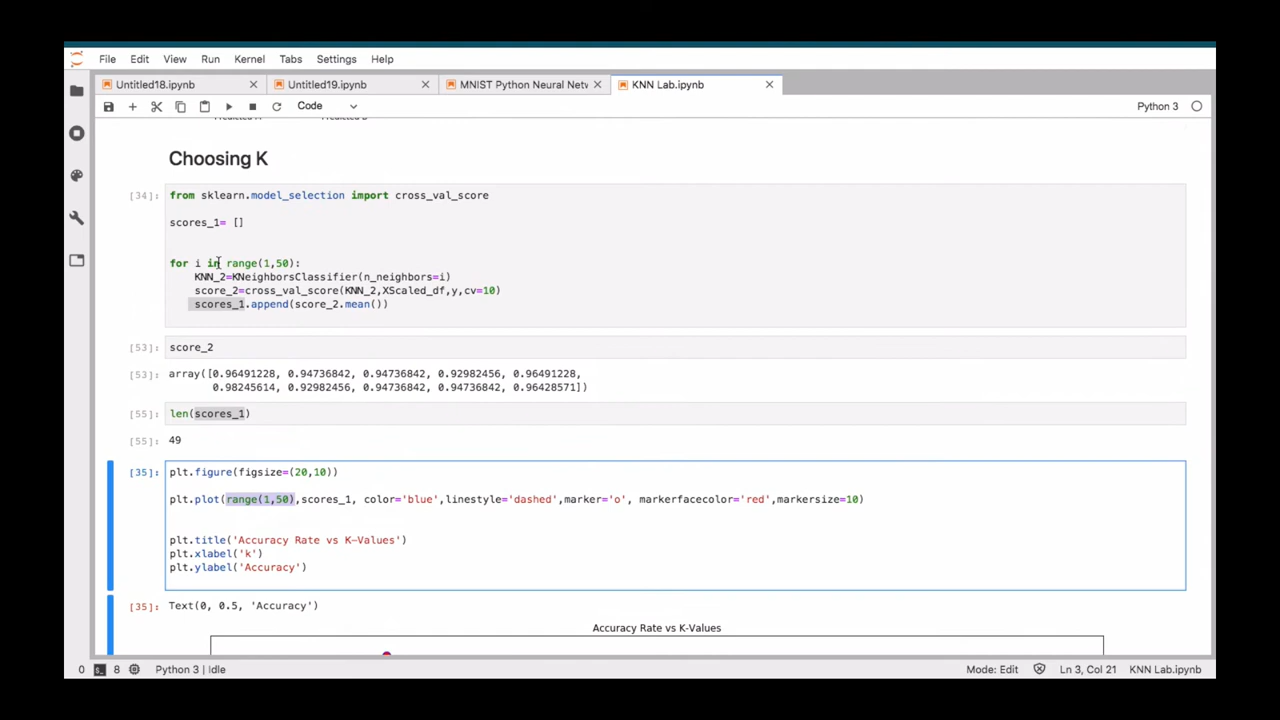 File Edit View Run Kernel Tabs Settings Help
Untitled18.ipynb Untitled19.ipynb MNIST Python Neural Netw KNN Lab.ipynb
Code Python 3
Choosing K
[34]: from sklearn.model_selection import cross_val_score
scores_1= []
for i in range(1,50):
KNN_2=KNeighborsClassifier(n_neighbors=i)
score_2=cross_val_score(KNN_2,XScaled_df,y,cv=10)
scores_1.append(score_2.mean())
[53]: score_2
[53]: array([0.96491228, 0.94736842, 0.94736842, 0.92982456, 0.96491228,
0.98245614, 0.92982456, 0.94736842, 0.94736842, 0.96428571])
[55]: len(scores_1)
[55]: 49
[35]: plt.figure(figsize=(20,10))
plt.plot(range(1,50),scores_1, color='blue',linestyle='dashed',marker='o', markerfacecolor='red',markersize=10)
plt.title('Accuracy Rate vs K-Values')
plt.xlabel('k')
plt.ylabel('Accuracy')
[35]: Text(0, 0.5, 'Accuracy')
Accuracy Rate vs K-Values
0 8 Python 3 | Idle Mode: Edit Ln 3, Col 21 KNN Lab.ipynb